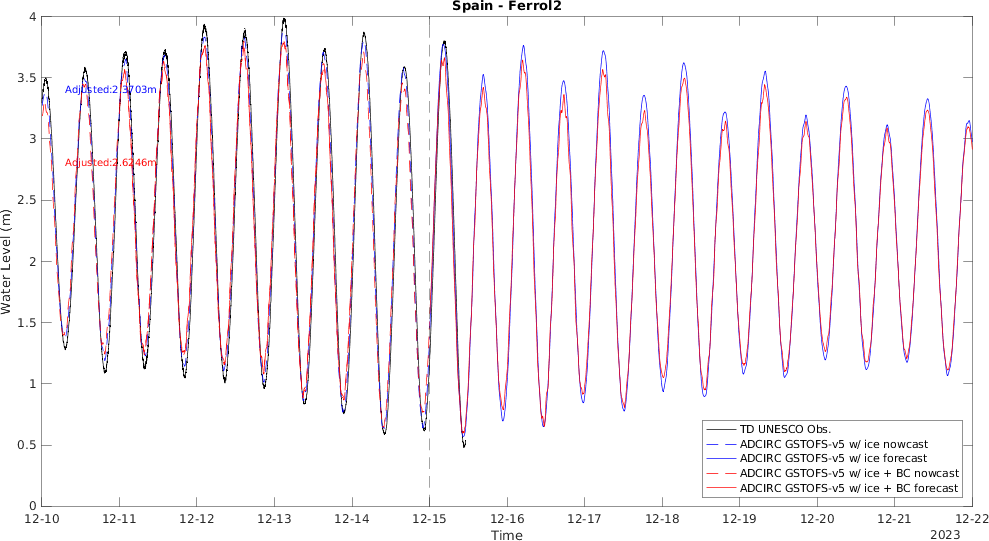 Spain - Ferrol2
4
3.5
3
2.5
2
1.5
1
0.5
0
Water Level (m)
Adjusted:2.3703m
Adjusted:2.6246m
TD UNESCO Obs.
ADCIRC GSTOFS-v5 w/ ice nowcast
ADCIRC GSTOFS-v5 w/ ice forecast
ADCIRC GSTOFS-v5 w/ ice + BC nowcast
ADCIRC GSTOFS-v5 w/ ice + BC forecast
12-10 12-11 12-12 12-13 12-14 12-15 12-16 12-17 12-18 12-19 12-20 12-21 12-22
Time
2023